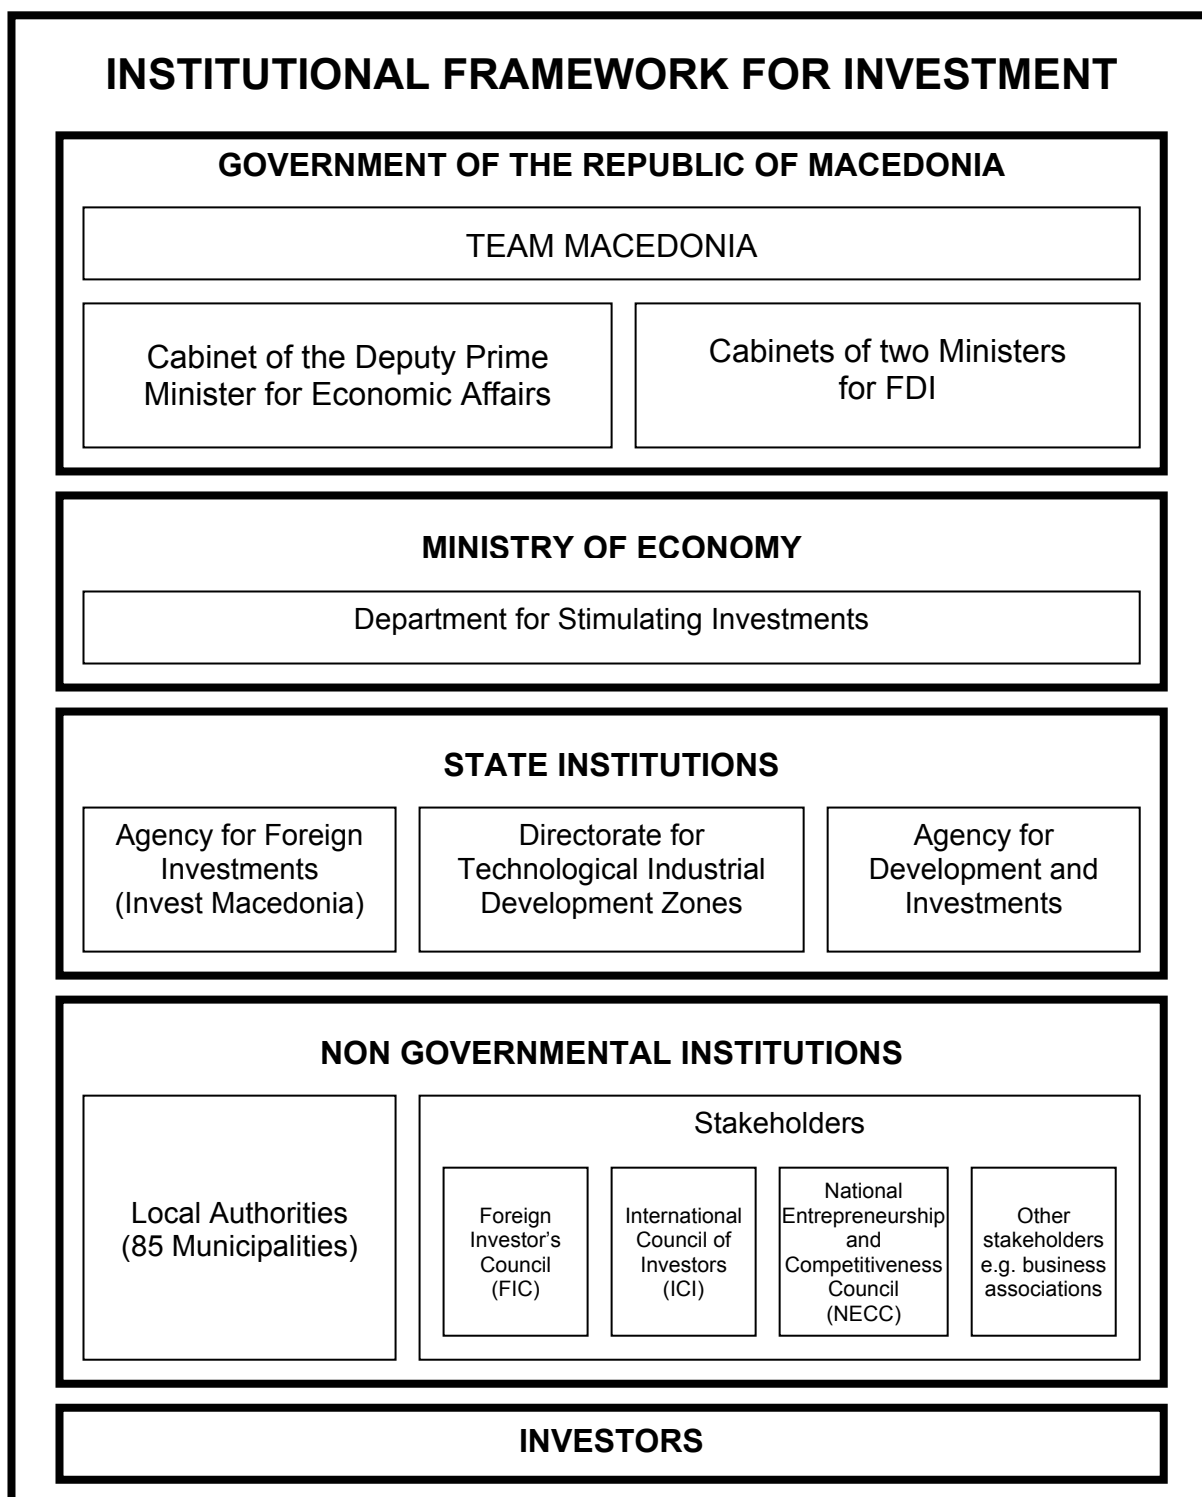 INSTITUTIONAL FRAMEWORK FOR INVESTMENT
GOVERNMENT OF THE REPUBLIC OF MACEDONIA
TEAM MACEDONIA
Cabinet of the Deputy Prime
Minister for Economic Affairs
Cabinets of two Ministers
for FDI
MINISTRY OF ECONOMY
Department for Stimulating Investments
STATE INSTITUTIONS
Agency for Foreign
Investments
(Invest Macedonia)
Directorate for
Technological Industrial
Development Zones
Agency for
Development and
Investments
NON GOVERNMENTAL INSTITUTIONS
Local Authorities
(85 Municipalities)
Stakeholders
Foreign
Investor’s
Council
(FIC)
International
Council of
Investors
(ICI)
National
Entrepreneurship
and
Competitiveness
Council
(NECC)
Other
stakeholders
e.g. business
associations
INVESTORS